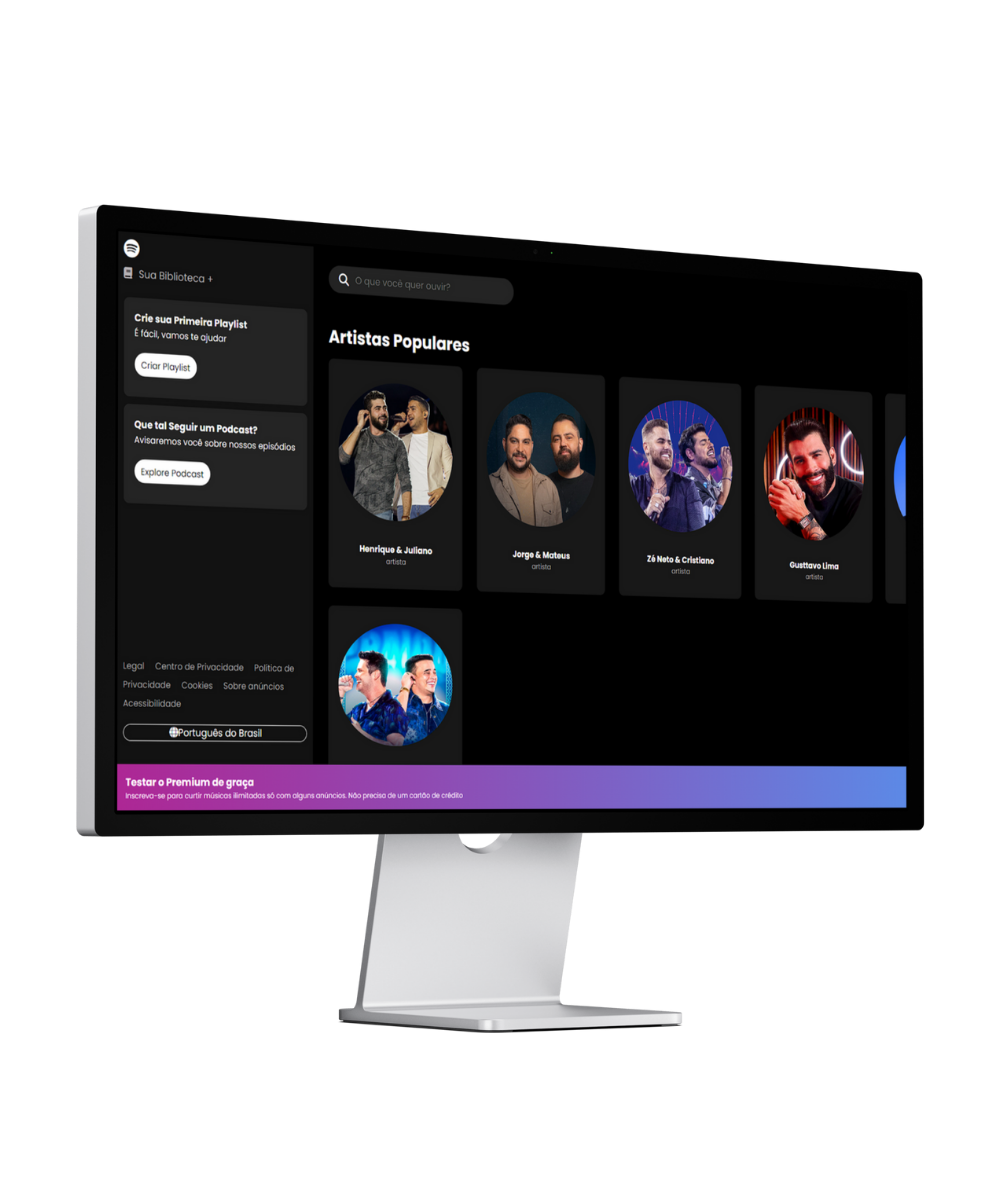 Sua Biblioteca +
Crie sua Primeira Playlist
É fácil, vamos te ajudar
Criar Playlist
Que tal Seguir um Podcast?
Avisaremos você sobre nossos episódios
Explore Podcast
Legal Centro de Privacidade Política de
Privacidade Cookies Sobre anúncios
Acessibilidade
Português do Brasil
O que você quer ouvir?
Artistas Populares
Henrique & Juliano
artista
Jorge & Mateus
artista
Zé Neto & Cristiano
artista
Gusttavo Lima
artista
Testar o Premium de graça
Inscreva-se para curtir músicas ilimitadas só com alguns anúncios. Não precisa de um cartão de crédito